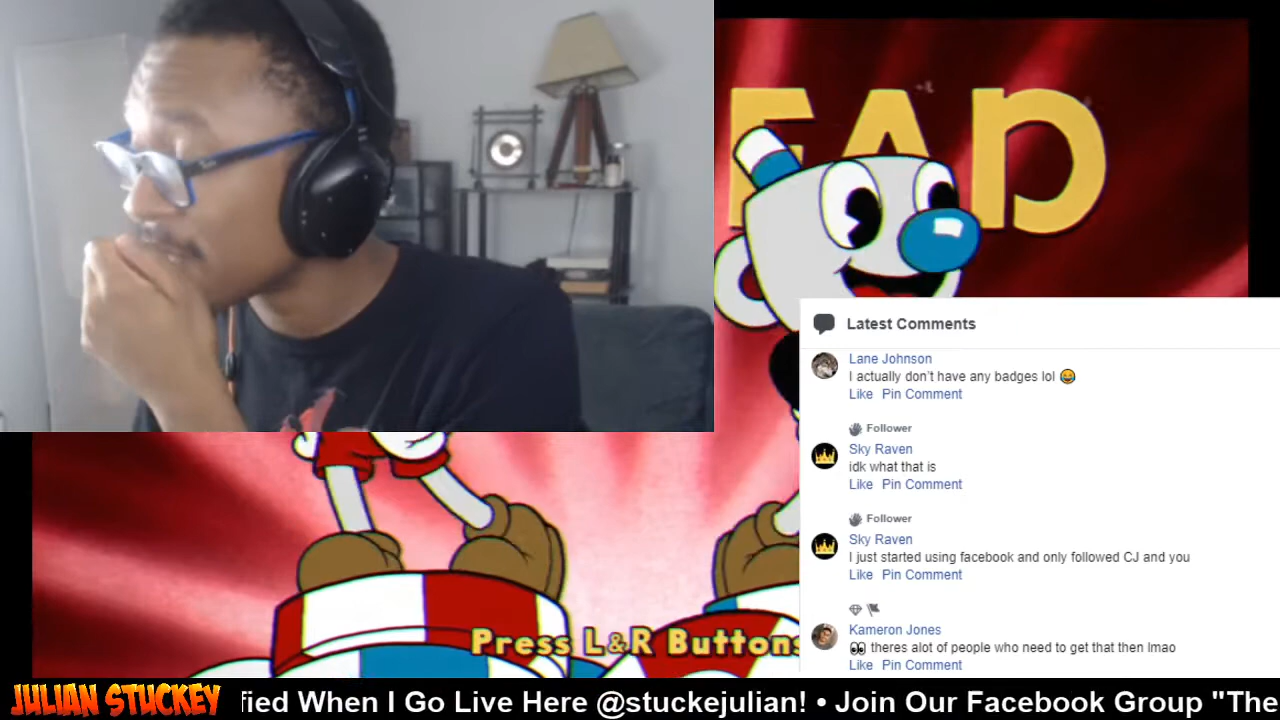 EAD
Latest Comments
Lane Johnson
I actually don't have any badges lol 😂
Like Pin Comment
Follower
Sky Raven
idk what that is
Like Pin Comment
Follower
Sky Raven
I just started using facebook and only followed CJ and you
Like Pin Comment
Kameron Jones
👀 theres alot of people who need to get that then lmao
Like Pin Comment
Press L&R Buttons
JULIAN STUCKEY
fied When I Go Live Here @stuckejulian! • Join Our Facebook Group "The